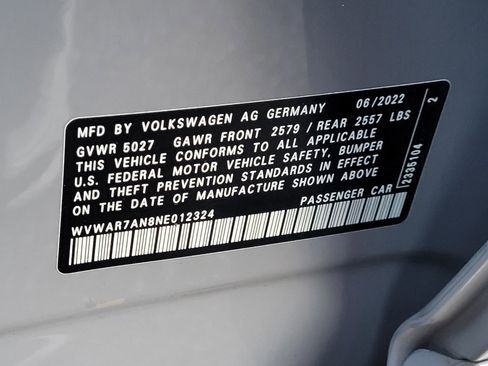 MFD BY VOLKSWAGEN AG GERMANY 06/2022
GVWR 5027 GAWR FRONT 2579 / REAR 2557 LBS
THIS VEHICLE CONFORMS TO ALL APPLICABLE
U.S. FEDERAL MOTOR VEHICLE SAFETY, BUMPER
AND THEFT PREVENTION STANDARDS IN EFFECT
ON THE DATE OF MANUFACTURE SHOWN ABOVE
WVWAR7AN8NE012324 PASSENGER CAR
2335104 2